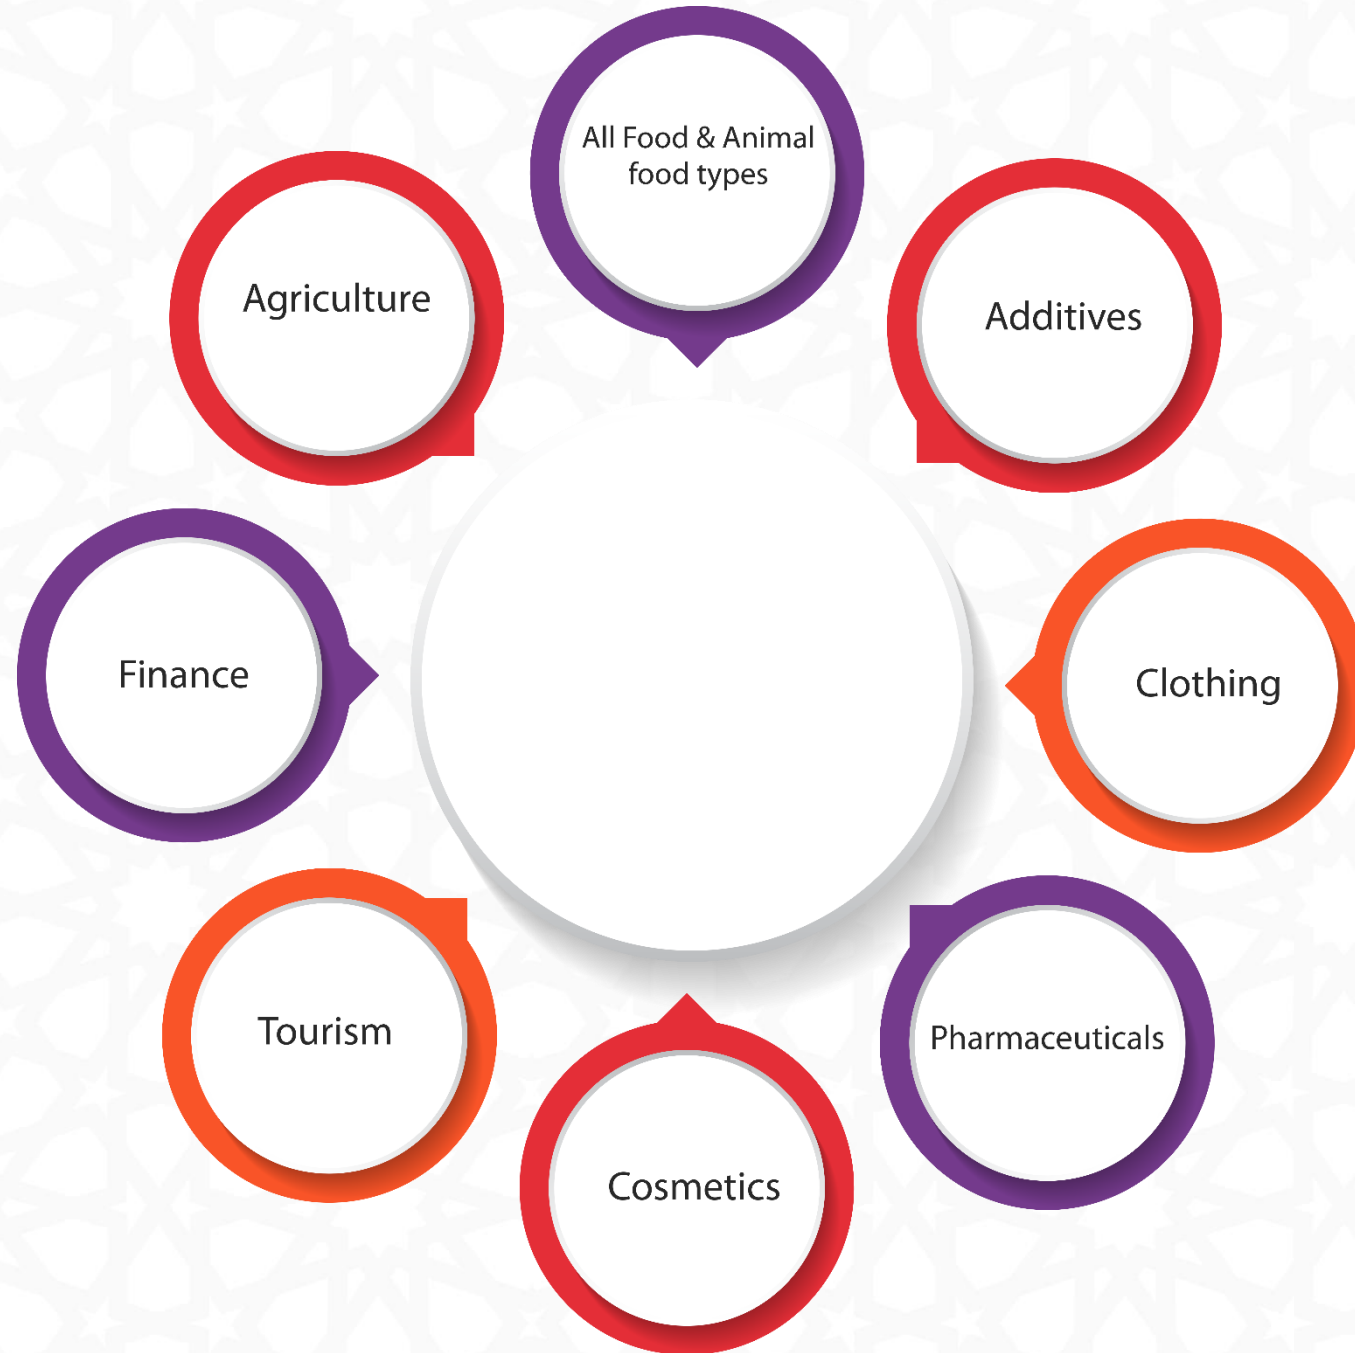 All Food & Animal
food types
Agriculture
Additives
Finance
Clothing
Tourism
Pharmaceuticals
Cosmetics